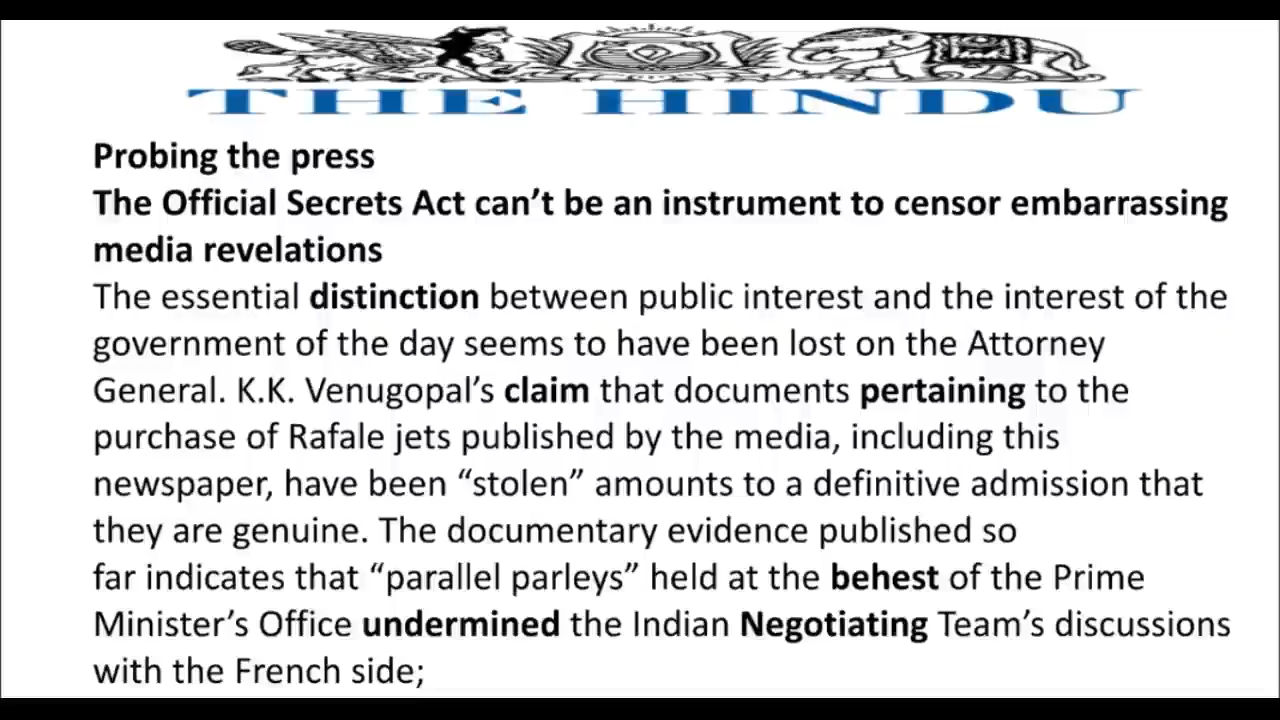 THE HINDU
Probing the press
The Official Secrets Act can’t be an instrument to censor embarrassing
media revelations
The essential distinction between public interest and the interest of the
government of the day seems to have been lost on the Attorney
General. K.K. Venugopal’s claim that documents pertaining to the
purchase of Rafale jets published by the media, including this
newspaper, have been “stolen” amounts to a definitive admission that
they are genuine. The documentary evidence published so
far indicates that “parallel parleys” held at the behest of the Prime
Minister’s Office undermined the Indian Negotiating Team’s discussions
with the French side;